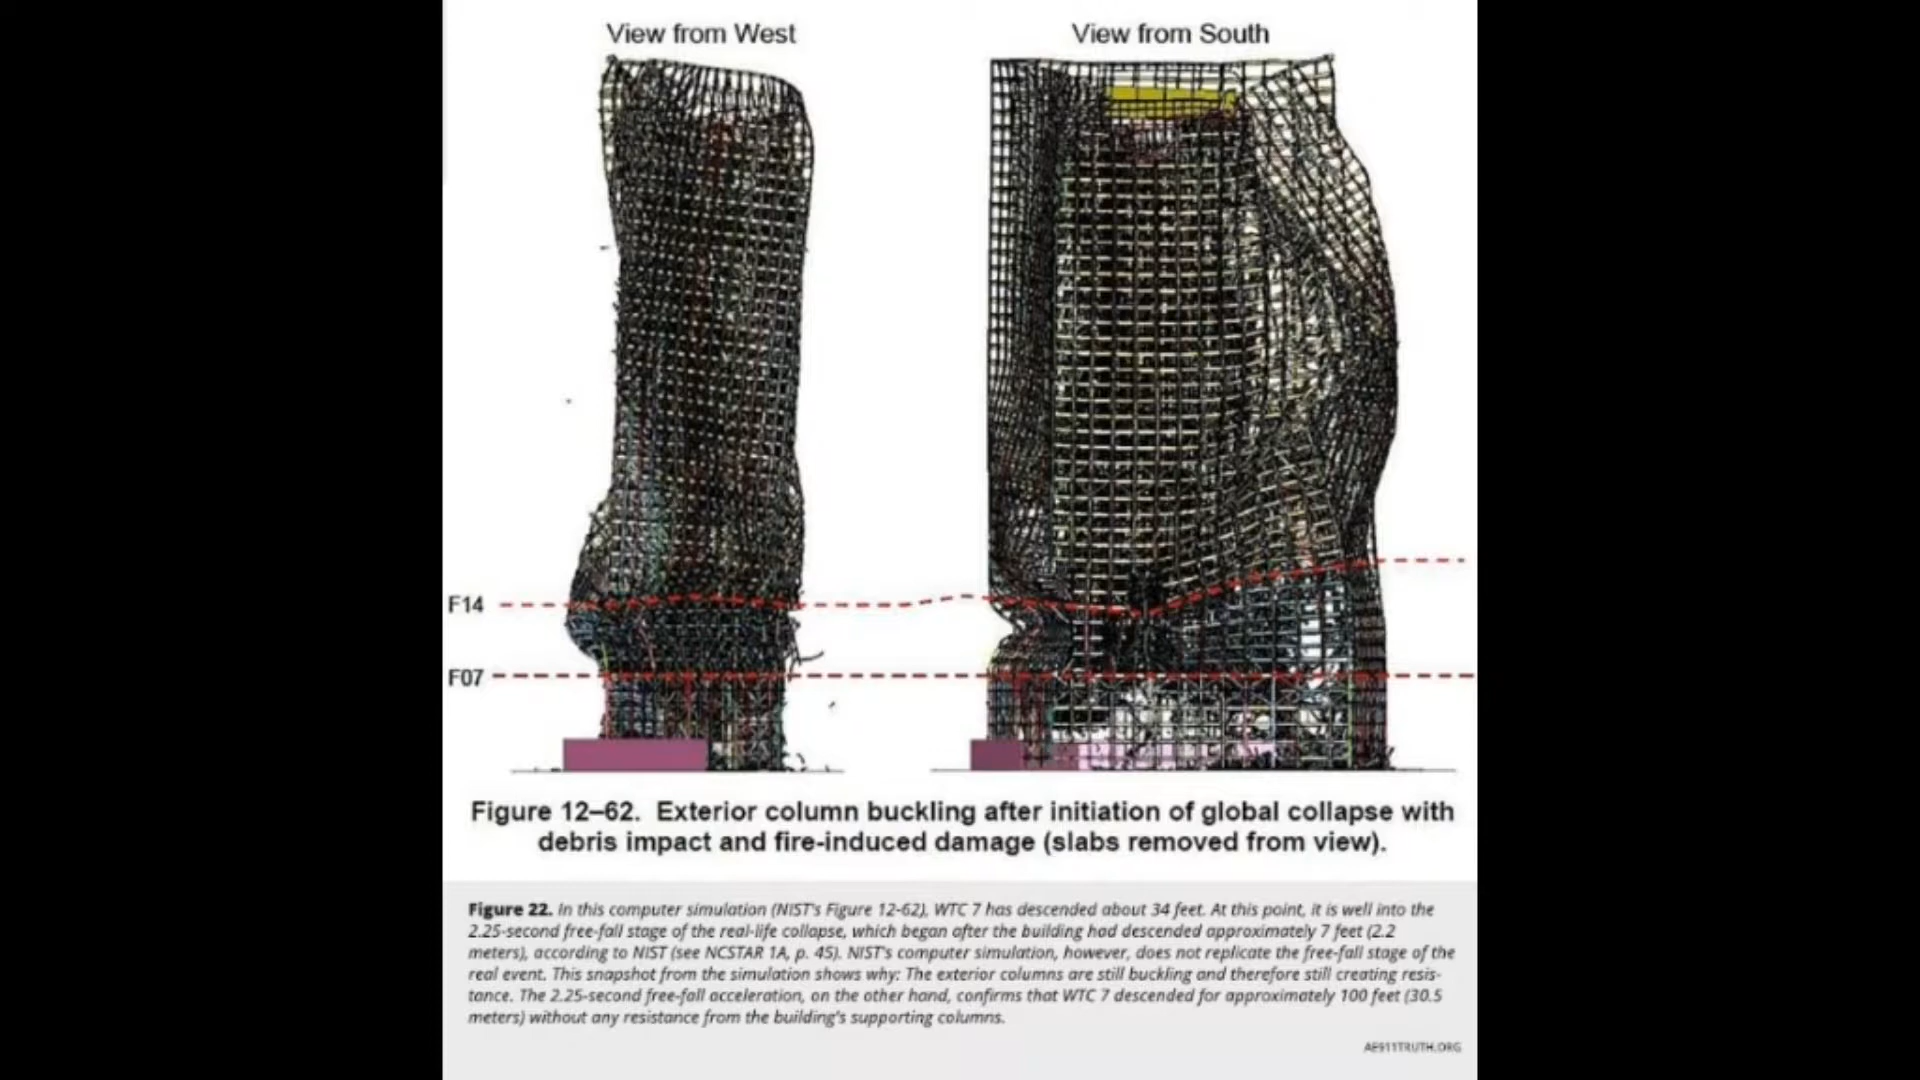 View from West
View from South
F14
F07
Figure 12–62. Exterior column buckling after initiation of global collapse with
debris impact and fire-induced damage (slabs removed from view).
Figure 22. In this computer simulation (NIST's Figure 12-62), WTC 7 has descended about 34 feet. At this point, it is well into the
2.25-second free-fall stage of the real-life collapse, which began after the building had descended approximately 7 feet (2.2
meters), according to NIST (see NCSTAR 1A, p. 45). NIST's computer simulation, however, does not replicate the free-fall stage of the
real event. This snapshot from the simulation shows why: The exterior columns are still buckling and therefore still creating resis-
tance. The 2.25-second free-fall acceleration, on the other hand, confirms that WTC 7 descended for approximately 100 feet (30.5
meters) without any resistance from the building's supporting columns.
AE911TRUTH.ORG